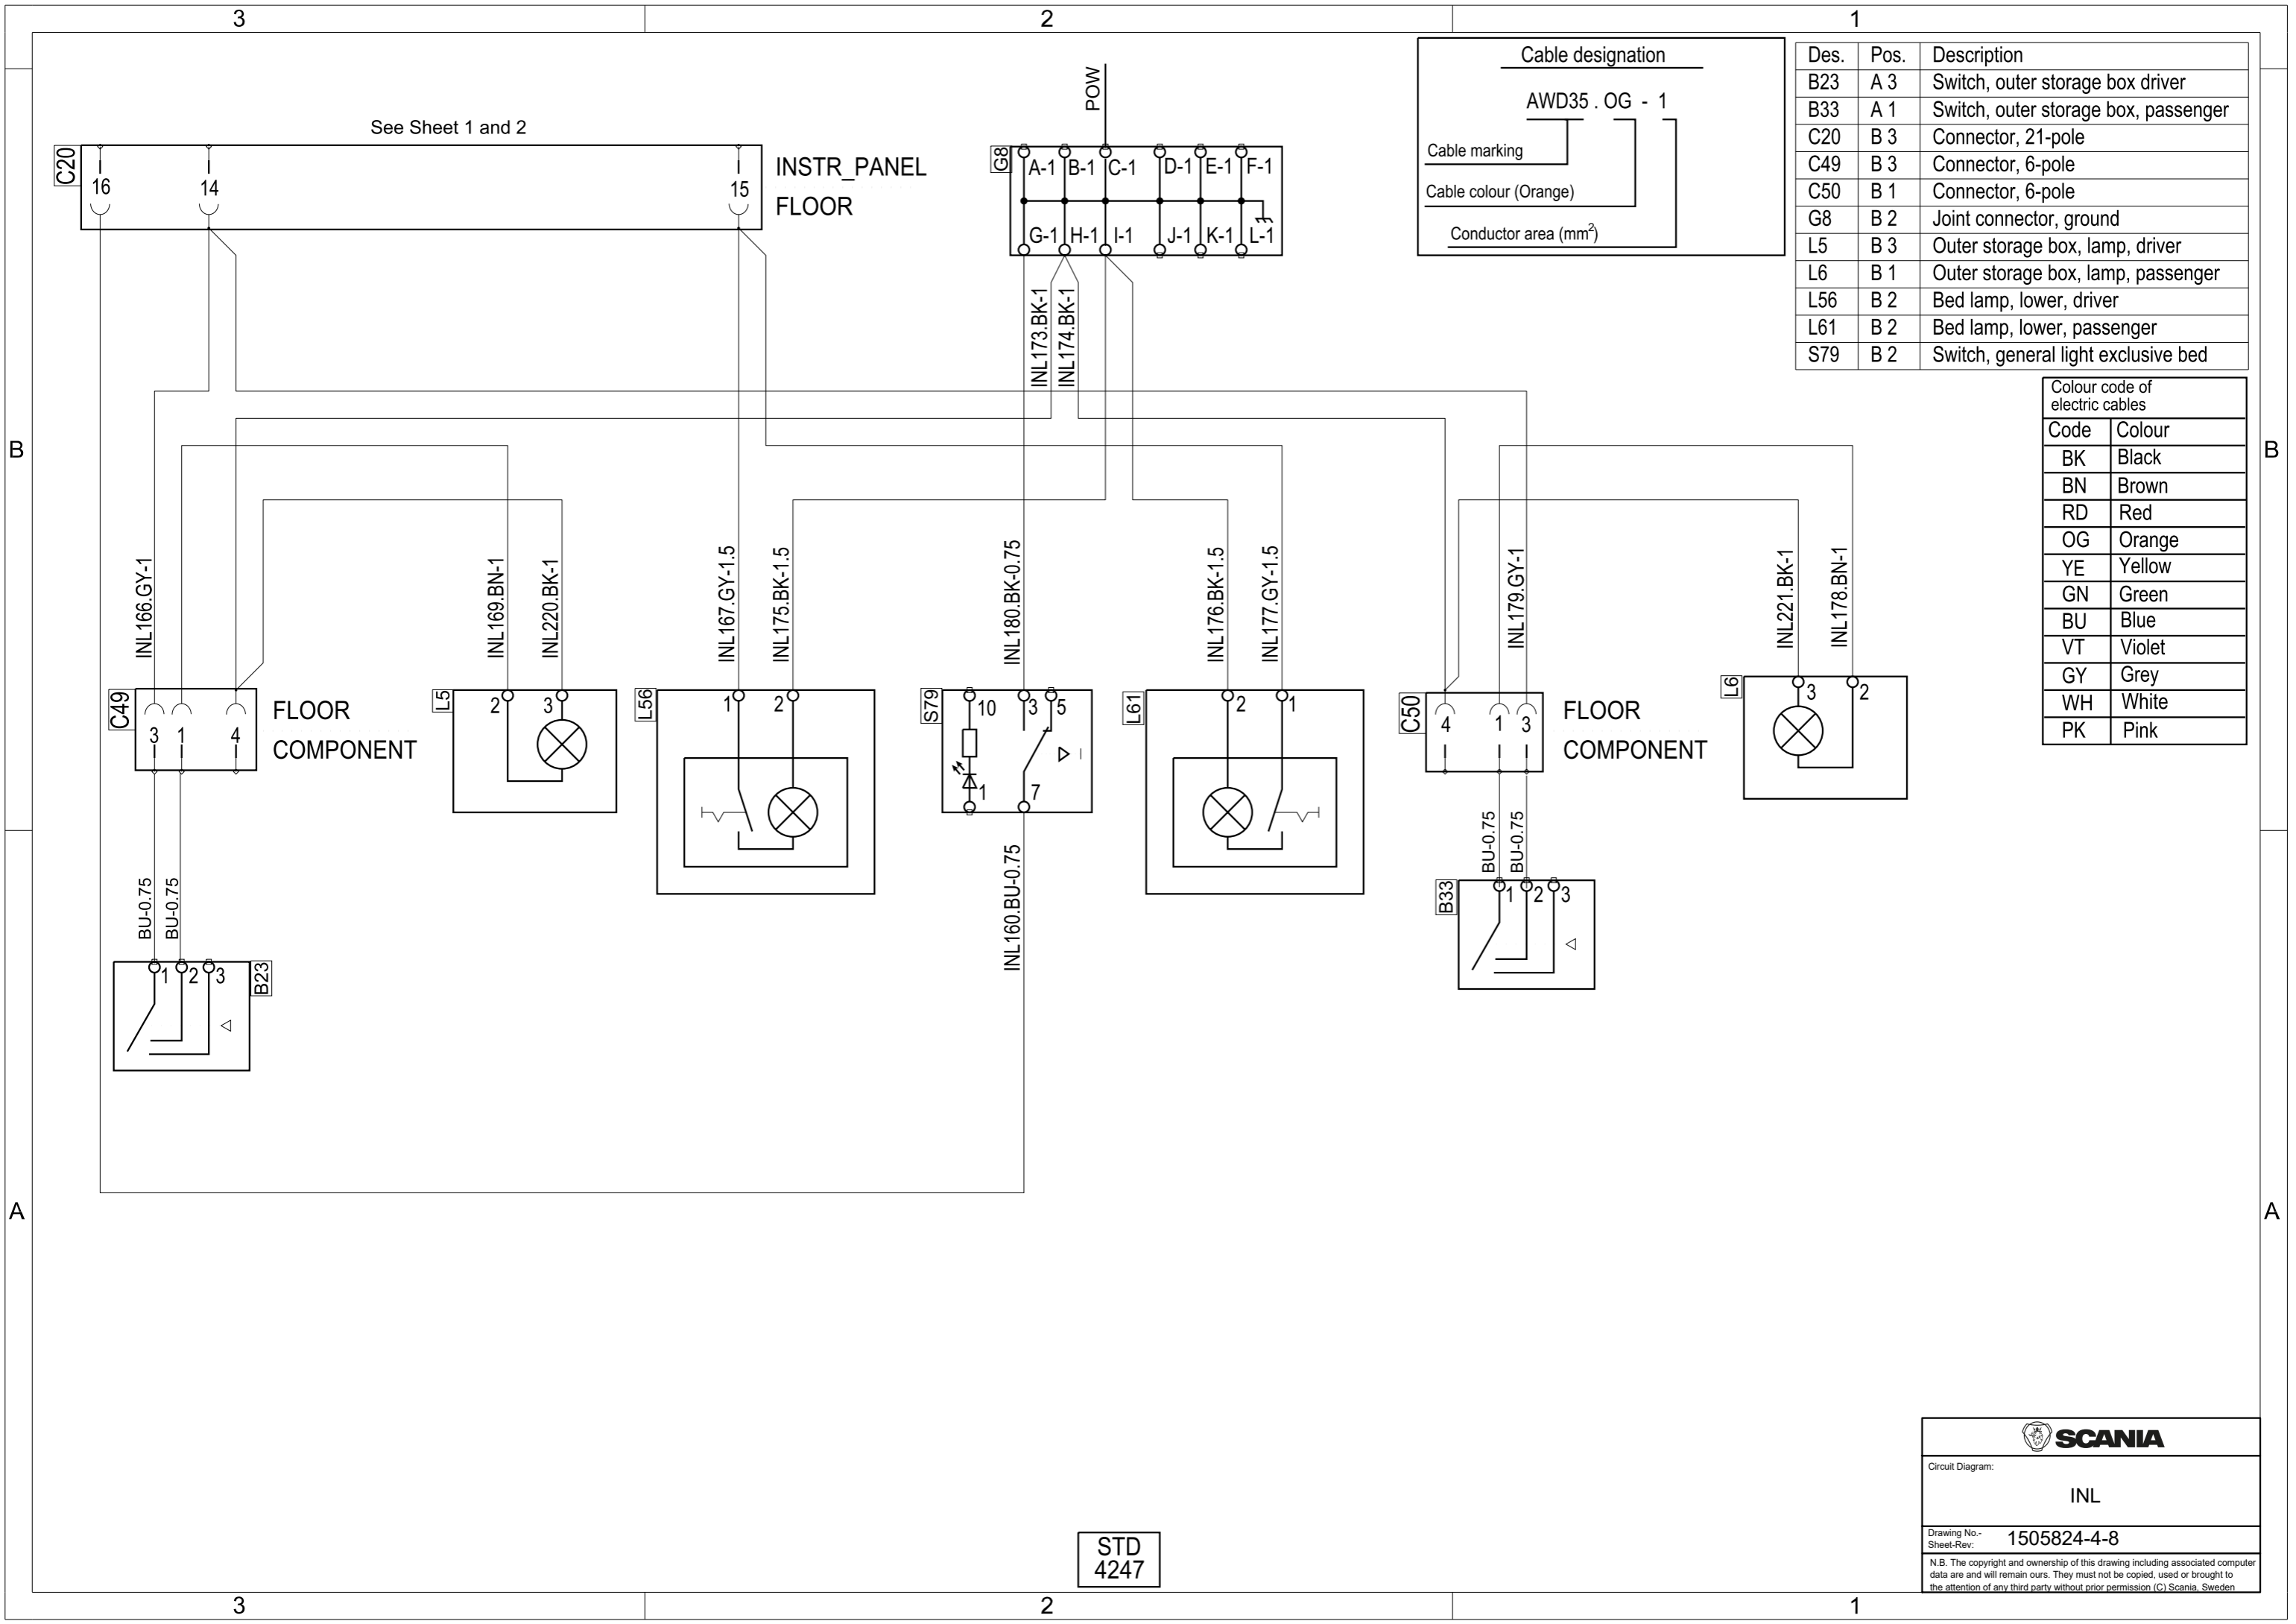 3 2 1
See Sheet 1 and 2
C20
16 14 15
INSTR_PANEL
FLOOR
POW
G8
A-1 B-1 C-1 D-1 E-1 F-1
G-1 H-1 I-1 J-1 K-1 L-1
Cable designation
AWD35 . OG - 1
Cable marking
Cable colour (Orange)
Conductor area (mm2)
Des. Pos. Description
B23 A 3 Switch, outer storage box driver
B33 A 1 Switch, outer storage box, passenger
C20 B 3 Connector, 21-pole
C49 B 3 Connector, 6-pole
C50 B 1 Connector, 6-pole
G8 B 2 Joint connector, ground
L5 B 3 Outer storage box, lamp, driver
L6 B 1 Outer storage box, lamp, passenger
L56 B 2 Bed lamp, lower, driver
L61 B 2 Bed lamp, lower, passenger
S79 B 2 Switch, general light exclusive bed
Colour code of
electric cables
Code Colour
BK Black
BN Brown
RD Red
OG Orange
YE Yellow
GN Green
BU Blue
VT Violet
GY Grey
WH White
PK Pink
INL173.BK-1
INL174.BK-1
B B
INL166.GY-1
INL169.BN-1
INL220.BK-1
INL167.GY-1.5
INL175.BK-1.5
INL180.BK-0.75
INL176.BK-1.5
INL177.GY-1.5
INL179.GY-1
INL221.BK-1
INL178.BN-1
C49
3 1 4
FLOOR
COMPONENT
L5
2 3
L56
1 2
S79
10 3 5
1 7
L61
2 1
C50
4 1 3
FLOOR
COMPONENT
L6
3 2
BU-0.75
BU-0.75
INL160.BU-0.75
BU-0.75
BU-0.75
B33
1 2 3
B23
1 2 3
A A
SCANIA
Circuit Diagram:
INL
Drawing No.-
Sheet-Rev: 1505824-4-8
N.B. The copyright and ownership of this drawing including associated computer
data are and will remain ours. They must not be copied, used or brought to
the attention of any third party without prior permission (C) Scania, Sweden
STD
4247
3 2 1